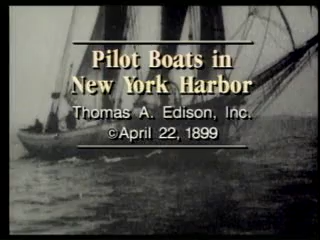 Pilot Boats in
New York Harbor
Thomas A. Edison, Inc.
©April 22, 1899